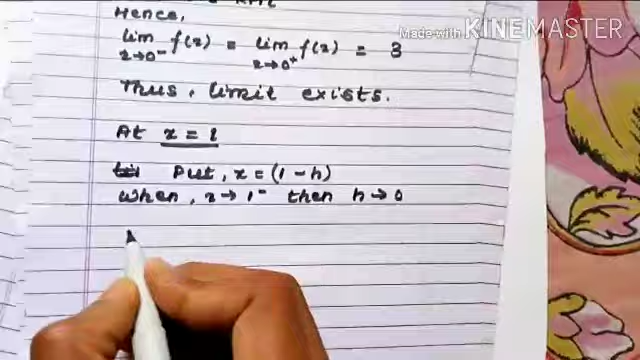 Made with KINEMASTER
Hence,
lim f(x) = lim f(x) = 3
x→0⁻ x→0⁺
Thus, limit exists.
At x = 1
Put, x = (1 - h)
When, x → 1⁻ then h → 0